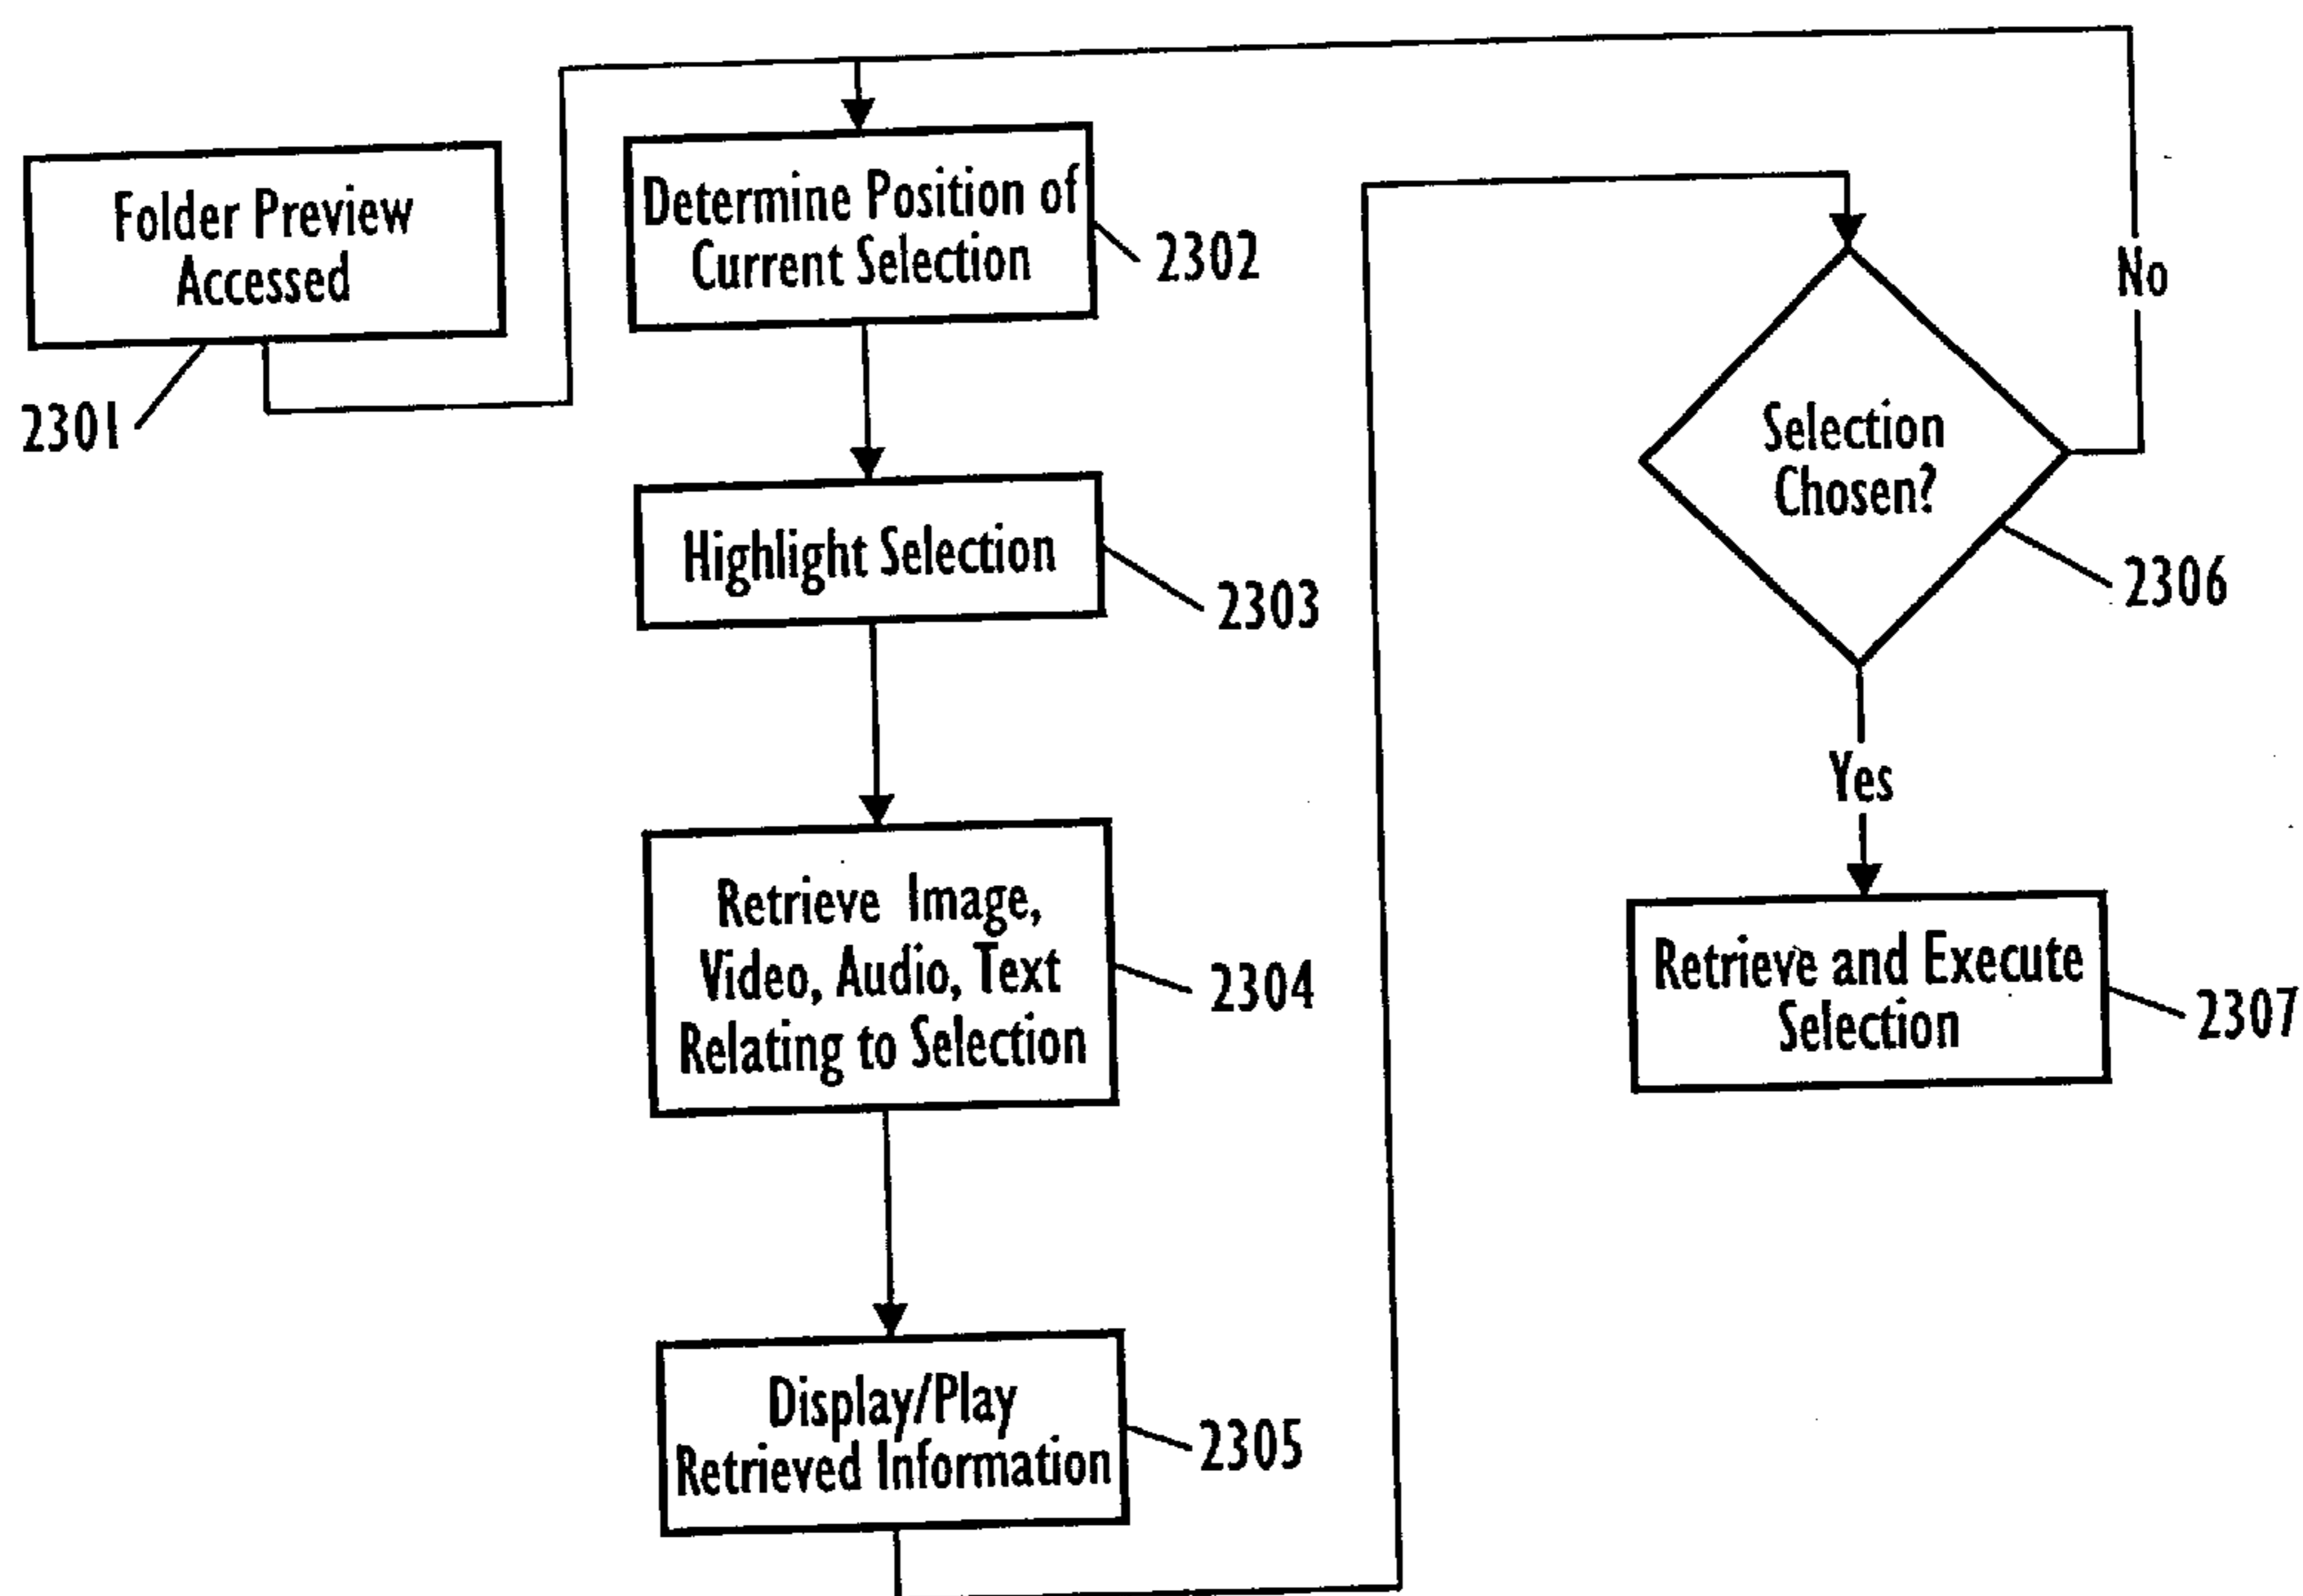 Folder Preview
Accessed
2301
Determine Position of
Current Selection
2302
Highlight Selection
2303
Retrieve Image,
Video, Audio, Text
Relating to Selection
2304
Display/Play
Retrieved Information
2305
Selection
Chosen?
2306
No
Yes
Retrieve and Execute
Selection
2307